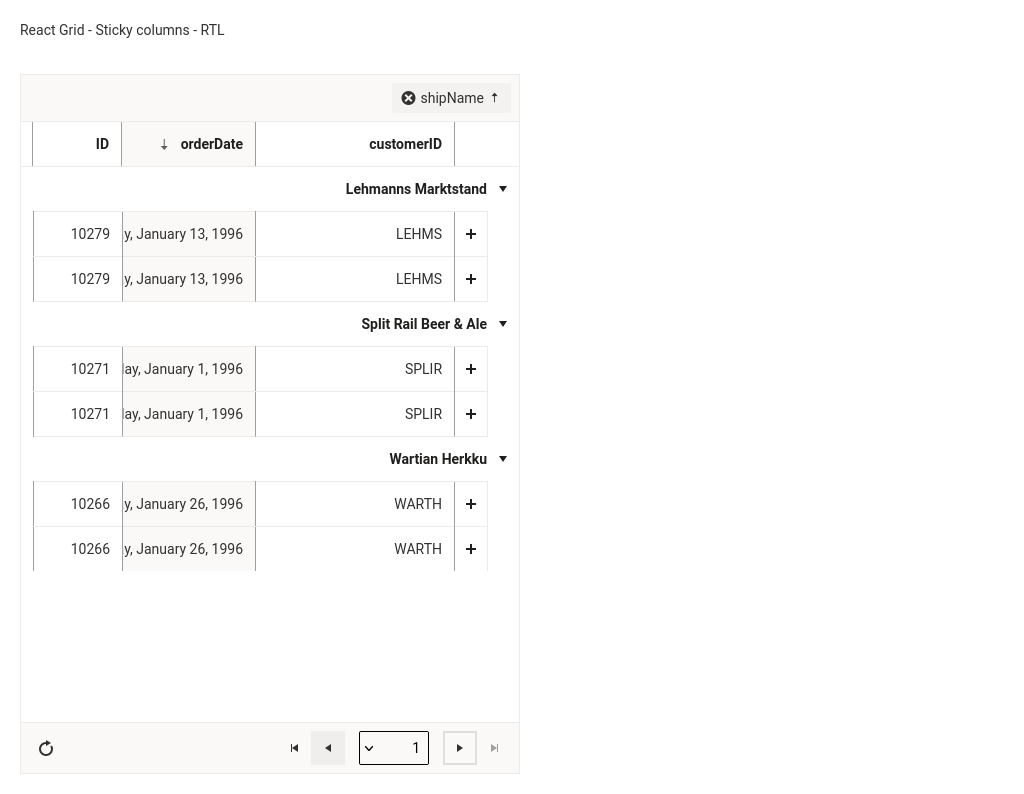 React Grid - Sticky columns - RTL
shipName
ID orderDate customerID
Lehmanns Marktstand
10279 y, January 13, 1996 LEHMS
10279 y, January 13, 1996 LEHMS
Split Rail Beer & Ale
10271 ay, January 1, 1996 SPLIR
10271 ay, January 1, 1996 SPLIR
Wartian Herkku
10266 y, January 26, 1996 WARTH
10266 y, January 26, 1996 WARTH
1